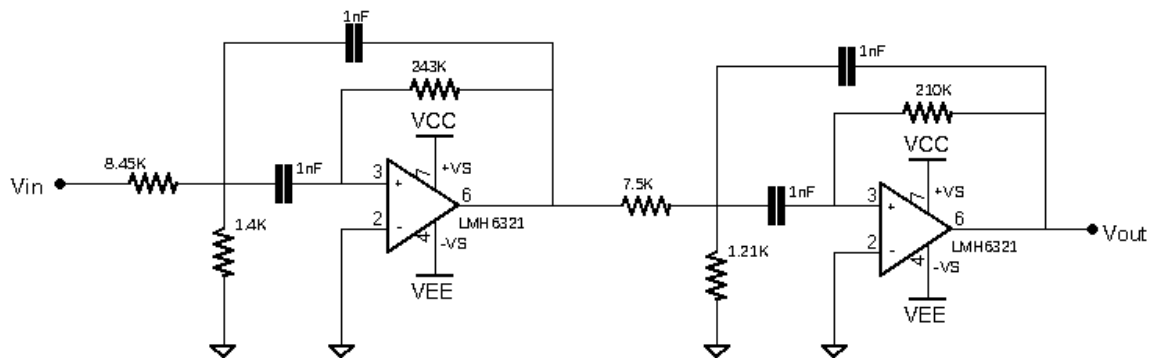 1nF
243K
VCC
8.45K
1nF
Vin
3
+
7
+VS
6
2
-
4
-VS
LMH6321
1.4K
VEE
1nF
210K
VCC
7.5K
1nF
3
+
7
+VS
6
2
-
4
-VS
LMH6321
Vout
1.21K
VEE